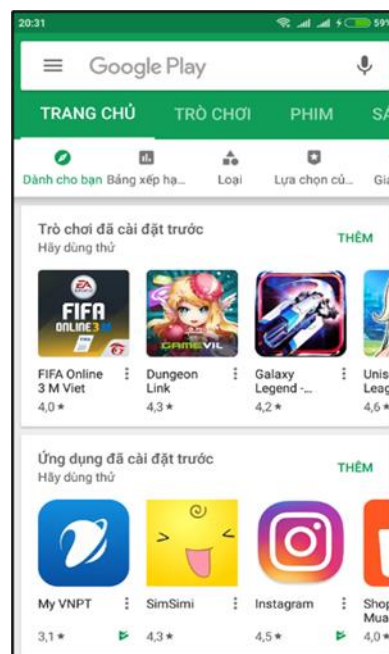 20:31
59%
Google Play
TRANG CHỦ
TRÒ CHƠI
PHIM
Dành cho bạn
Bảng xếp hạ...
Loại
Lựa chọn củ...
Trò chơi đã cài đặt trước
THÊM
Hãy dùng thử
EA SPORTS
FIFA
ONLINE 3 M
GAMEVIL
FIFA Online
3 M Viet
4,0 ★
Dungeon
Link
4,3 ★
Galaxy
Legend -...
4,2 ★
4,6 ★
Ứng dụng đã cài đặt trước
THÊM
Hãy dùng thử
My VNPT
3,1 ★
SimSimi
4,3 ★
Instagram
4,5 ★
Mua
4,0 ★